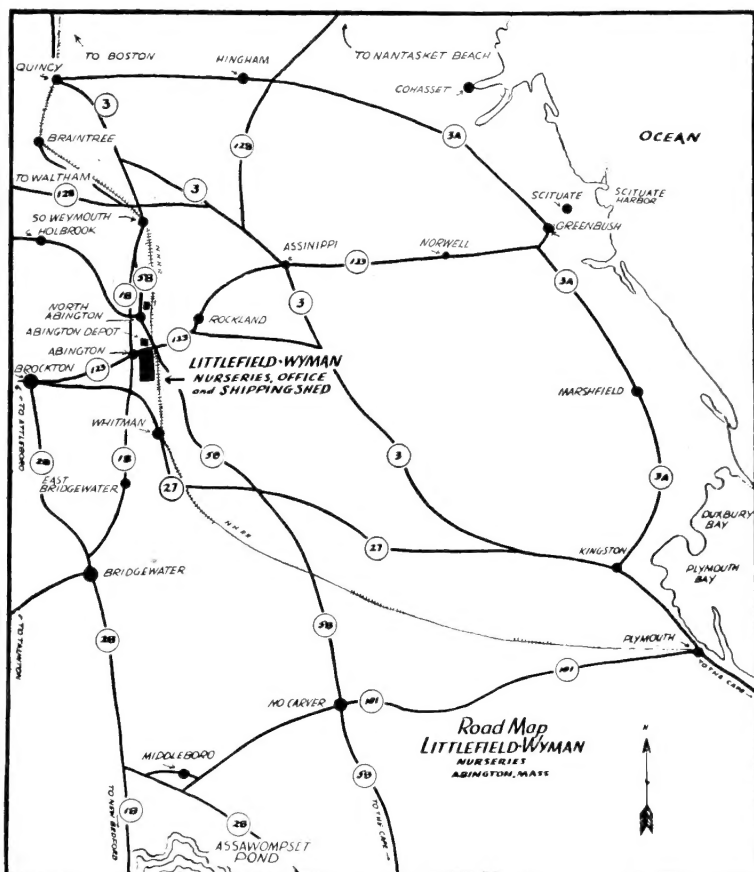 TO BOSTON
TO NANTASKET BEACH
QUINCY
HINGHAM
COHASSET
3
3A
OCEAN
BRAINTREE
128
TO WALTHAM
128
3
SCITUATE
SCITUATE
HARBOR
SO WEYMOUTH
HOLBROOK
GREENBUSH
ASSINIPPI
NORWELL
123
18
58
3A
3
NORTH
ABINGTON
ROCKLAND
ABINGTON DEPOT
ABINGTON
123
BROCKTON
123
LITTLEFIELD-WYMAN
NURSERIES, OFFICE
and SHIPPING SHED
MARSHFIELD
TO ATTLEBORO
WHITMAN
28
18
58
3
3A
EAST
BRIDGEWATER
27
DUXBURY
BAY
27
KINGSTON
BRIDGEWATER
PLYMOUTH
BAY
TO TAUNTON
28
58
PLYMOUTH
TO THE CAPE
101
NO CARVER
101
Road Map
LITTLEFIELD-WYMAN
NURSERIES
ABINGTON, MASS
N
MIDDLEBORO
58
TO NEW BEDFORD
18
28
TO THE CAPE
ASSAWOMPSET
POND